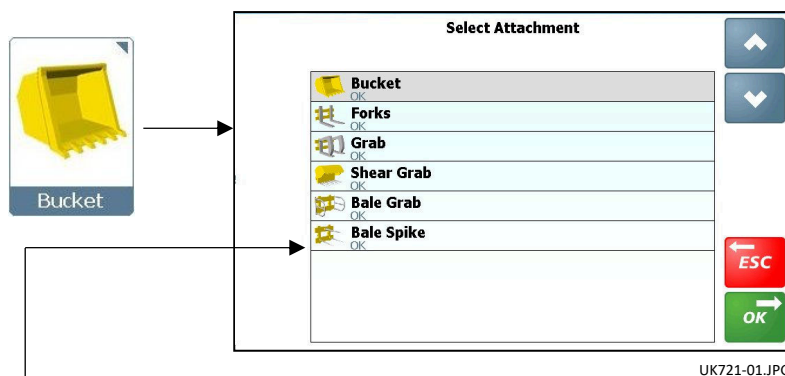 Select Attachment
Bucket
OK
Forks
OK
Grab
OK
Shear Grab
OK
Bale Grab
OK
Bale Spike
OK
Bucket
ESC
OK
UK721-01.JPG